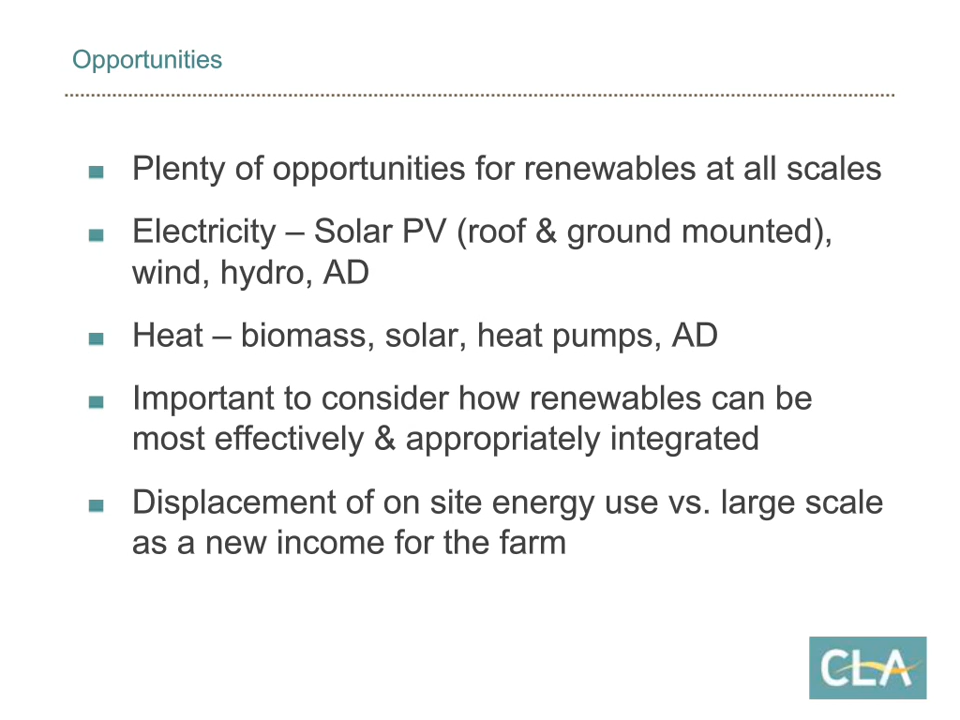 Opportunities
Plenty of opportunities for renewables at all scales
Electricity – Solar PV (roof & ground mounted),
wind, hydro, AD
Heat – biomass, solar, heat pumps, AD
Important to consider how renewables can be
most effectively & appropriately integrated
Displacement of on site energy use vs. large scale
as a new income for the farm
CLA